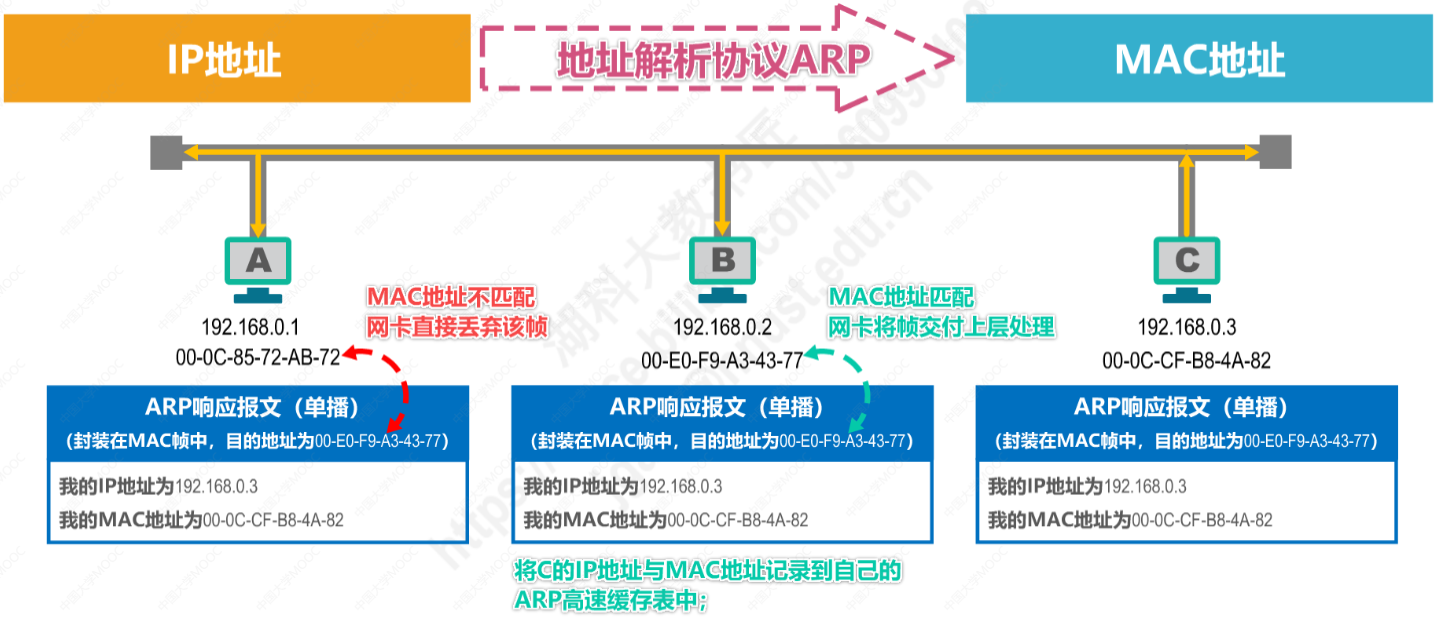 IP地址
地址解析协议ARP
MAC地址
A
B
C
MAC地址不匹配
网卡直接丢弃该帧
MAC地址匹配
网卡将帧交付上层处理
192.168.0.1
00-0C-85-72-AB-72
192.168.0.2
00-E0-F9-A3-43-77
192.168.0.3
00-0C-CF-B8-4A-82
ARP响应报文（单播）
（封装在MAC帧中，目的地址为00-E0-F9-A3-43-77）
我的IP地址为192.168.0.3
我的MAC地址为00-0C-CF-B8-4A-82
ARP响应报文（单播）
（封装在MAC帧中，目的地址为00-E0-F9-A3-43-77）
我的IP地址为192.168.0.3
我的MAC地址为00-0C-CF-B8-4A-82
ARP响应报文（单播）
（封装在MAC帧中，目的地址为00-E0-F9-A3-43-77）
我的IP地址为192.168.0.3
我的MAC地址为00-0C-CF-B8-4A-82
将C的IP地址与MAC地址记录到自己的
ARP高速缓存表中；
湖科大教书匠
中国大学MOOC